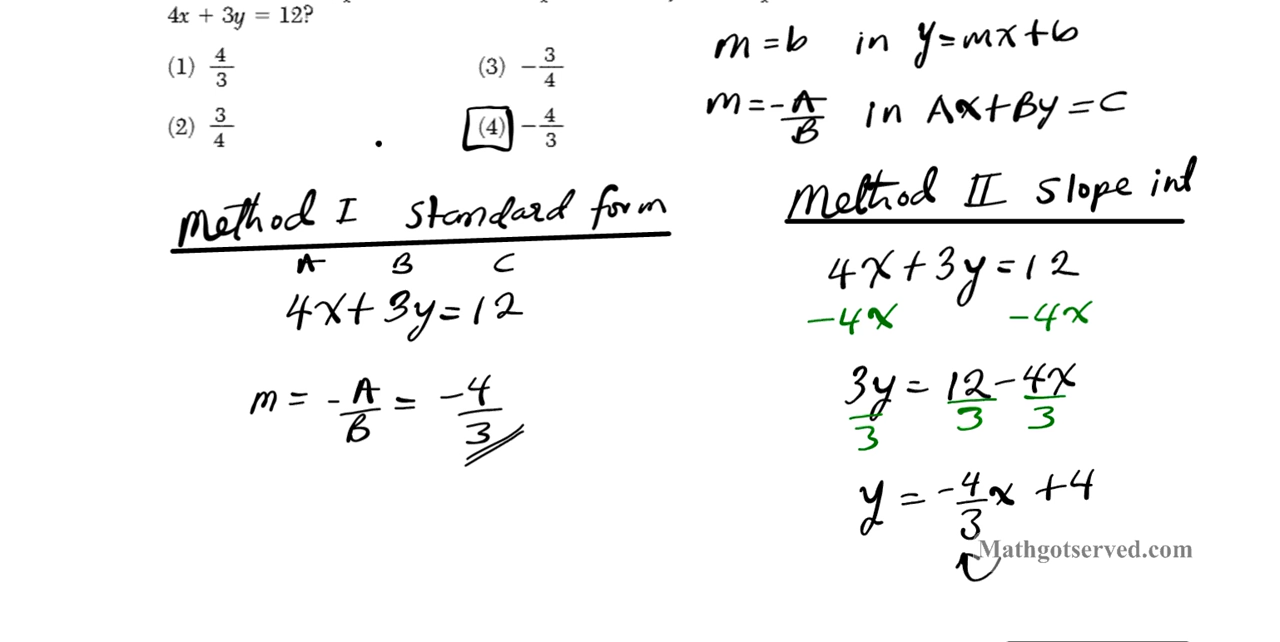 4x + 3y = 12?
(1) 4/3
(3) -3/4
(2) 3/4
(4) -4/3
m = b in y = mx + b
m = -A/B in Ax + By = C
Method I Standard form
A B C
4x + 3y = 12
m = -A/B = -4/3
Method II Slope int
4x + 3y = 12
-4x -4x
3y = 12 - 4x
3 3 3
y = -4/3 x + 4
Mathgotserved.com